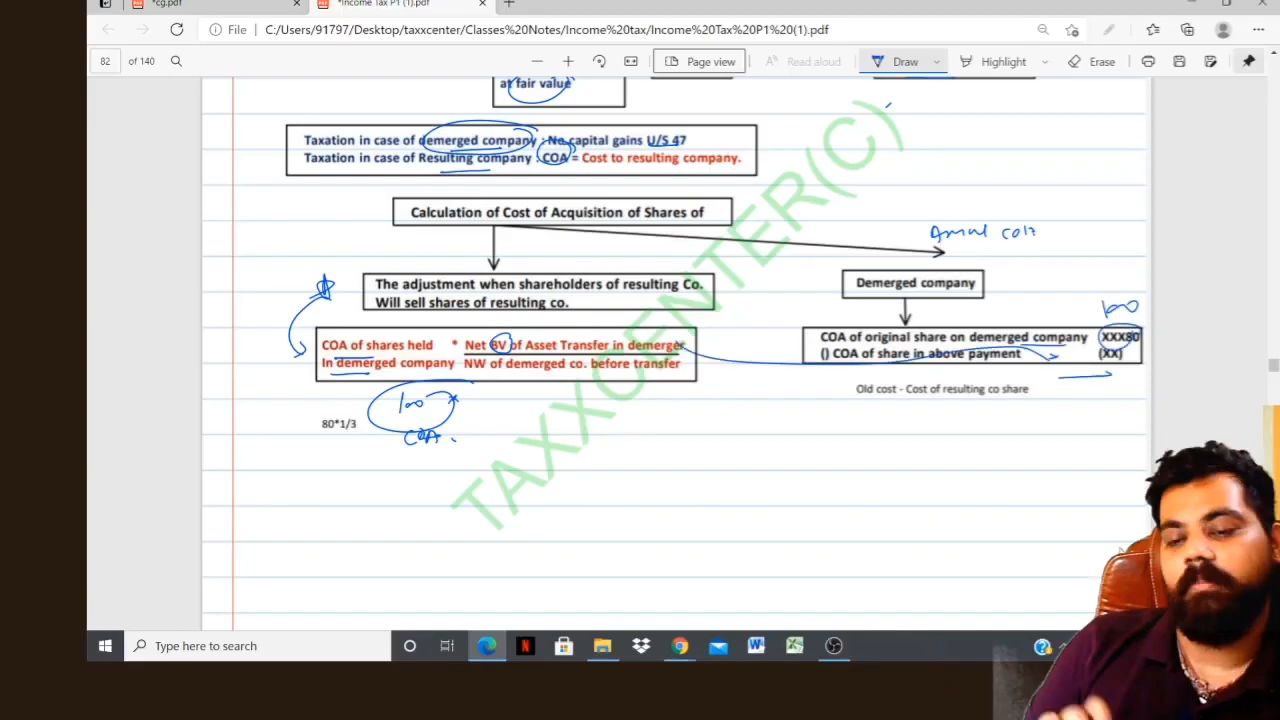 *cg.pdf
*Income Tax P1 (1).pdf
File
C:/Users/91797/Desktop/taxxcenter/Classes%20Notes/Income%20tax/Income%20Tax%20P1%20(1).pdf
82 of 140
Page view
Read aloud
Draw
Highlight
Erase
at fair value
Taxation in case of demerged company : No capital gains U/S 47
Taxation in case of Resulting company : COA = Cost to resulting company.
Calculation of Cost of Acquisition of Shares of
The adjustment when shareholders of resulting Co.
Will sell shares of resulting co.
Demerged company
COA of shares held * Net BV of Asset Transfer in demerger
In demerged company NW of demerged co. before transfer
100
COA of original share on demerged company XXX80
() COA of share in above payment (XX)
Old cost - Cost of resulting co share
80*1/3
100 *
COA
TAXXCENTER(C)
Type here to search